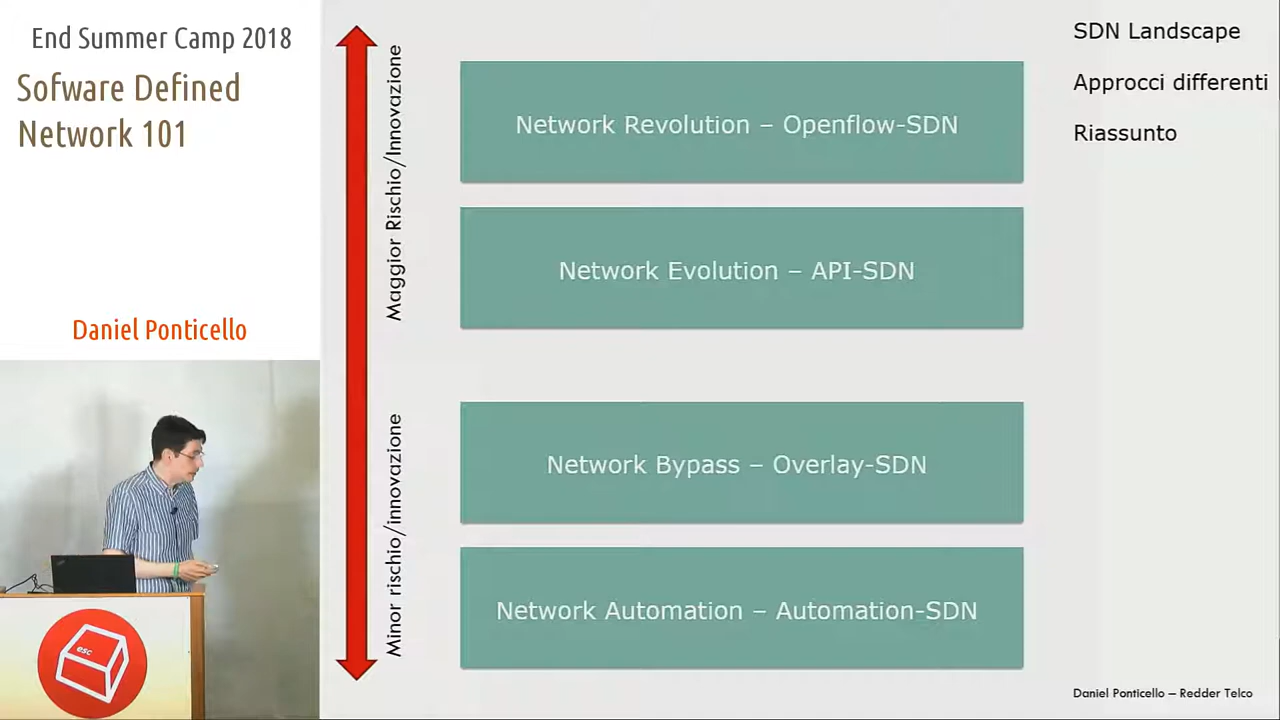 End Summer Camp 2018
Sofware Defined
Network 101
Daniel Ponticello
esc
Maggior Rischio/Innovazione
Minor rischio/innovazione
Network Revolution – Openflow-SDN
Network Evolution – API-SDN
Network Bypass – Overlay-SDN
Network Automation – Automation-SDN
SDN Landscape
Approcci differenti
Riassunto
Daniel Ponticello – Redder Telco